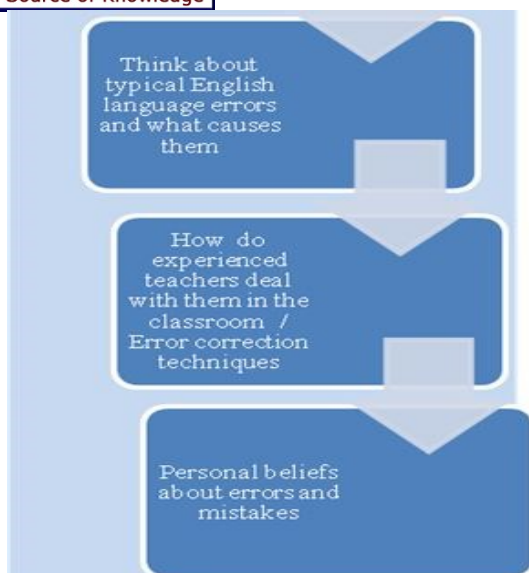 Source of Knowledge
Think about
typical English
language errors
and what causes
them
How do
experienced
teachers deal
with them in the
classroom /
Error correction
techniques
Personal beliefs
about errors and
mistakes